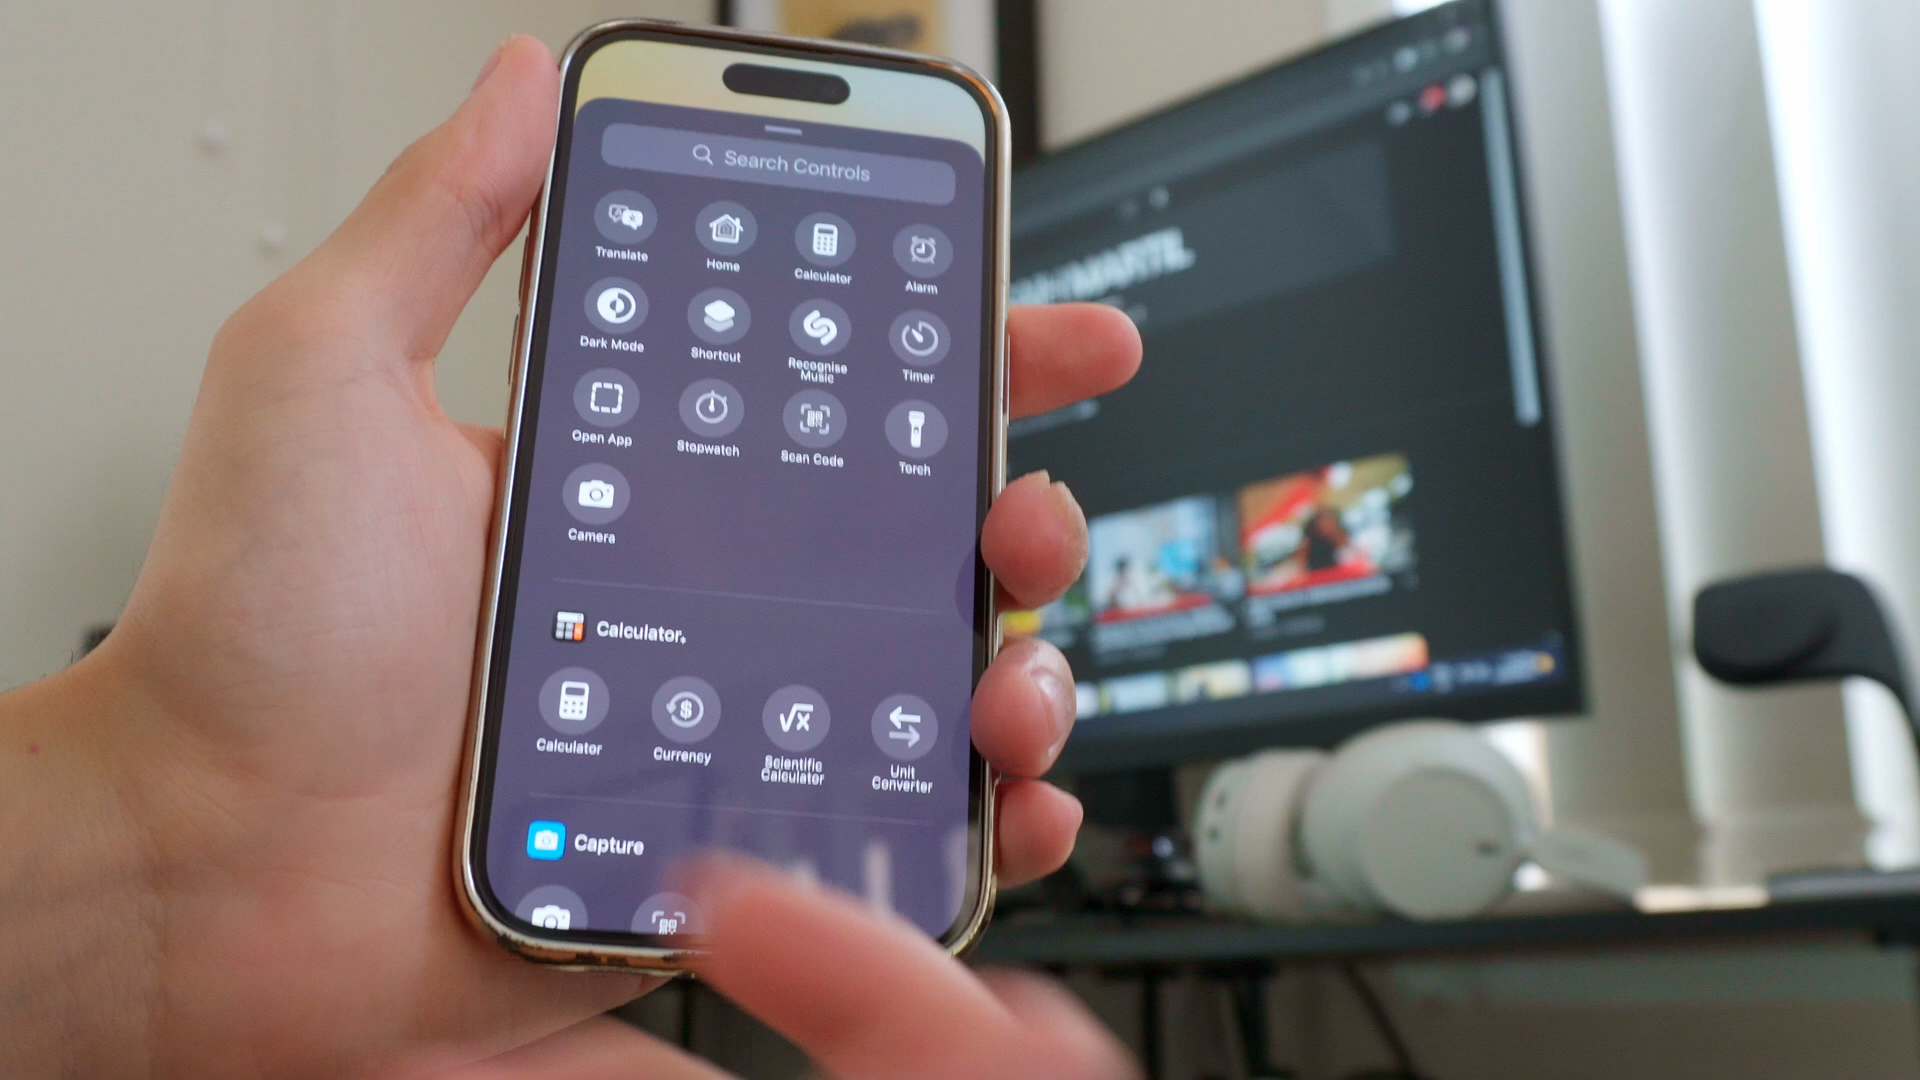 Search Controls
Translate
Home
Calculator
Alarm
Dark Mode
Shortcut
Recognise
Music
Timer
Open App
Stopwatch
Scan Code
Torch
Camera
Calculator
Calculator
Currency
Scientific
Calculator
Unit
Converter
Capture